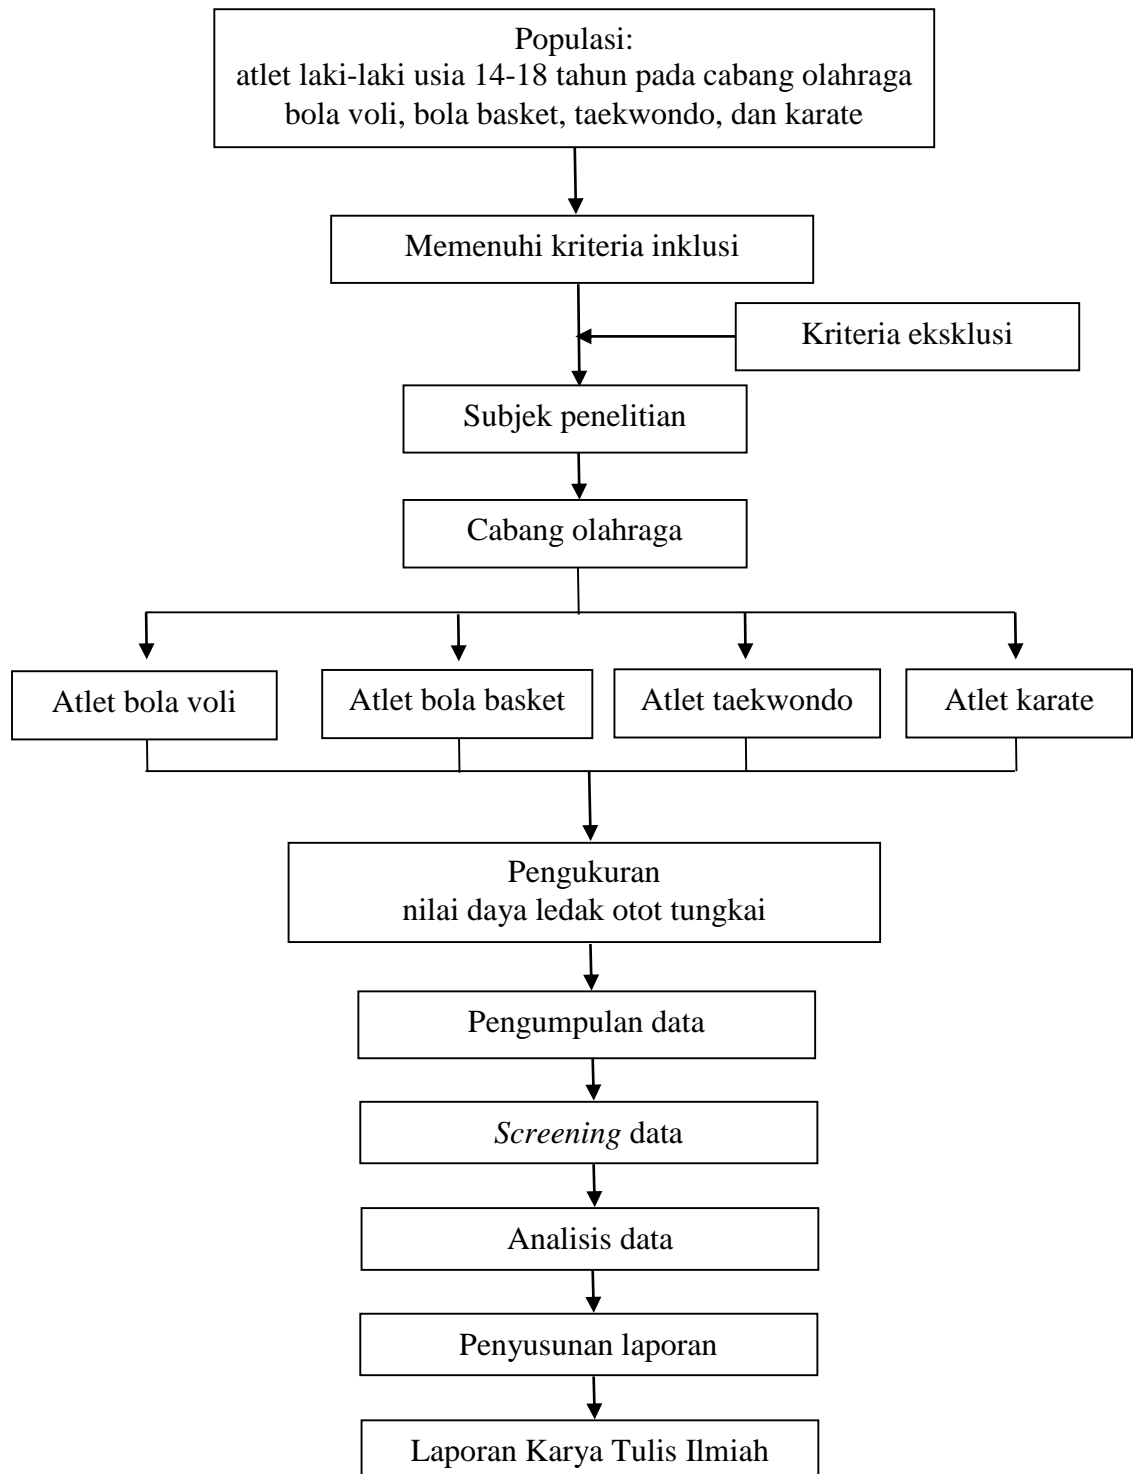 Populasi:
atlet laki-laki usia 14-18 tahun pada cabang olahraga
bola voli, bola basket, taekwondo, dan karate
Memenuhi kriteria inklusi
Kriteria eksklusi
Subjek penelitian
Cabang olahraga
Atlet bola voli
Atlet bola basket
Atlet taekwondo
Atlet karate
Pengukuran
nilai daya ledak otot tungkai
Pengumpulan data
Screening data
Analisis data
Penyusunan laporan
Laporan Karya Tulis Ilmiah